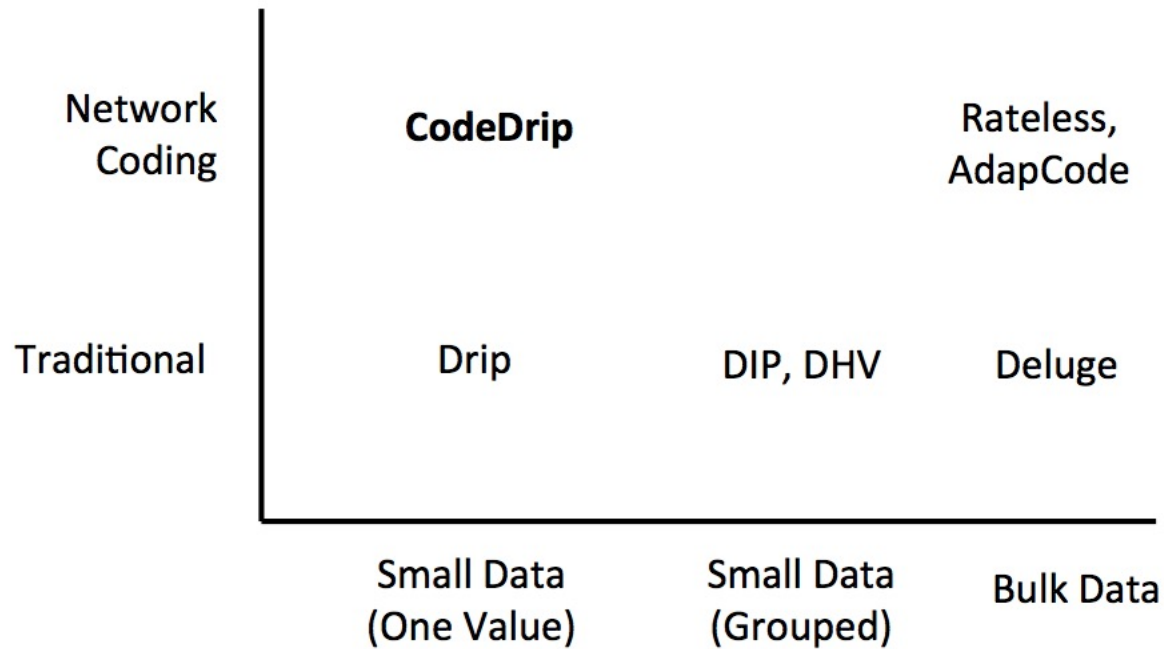 Network
Coding
CodeDrip
Rateless,
AdapCode
Traditional
Drip
DIP, DHV
Deluge
Small Data
(One Value)
Small Data
(Grouped)
Bulk Data